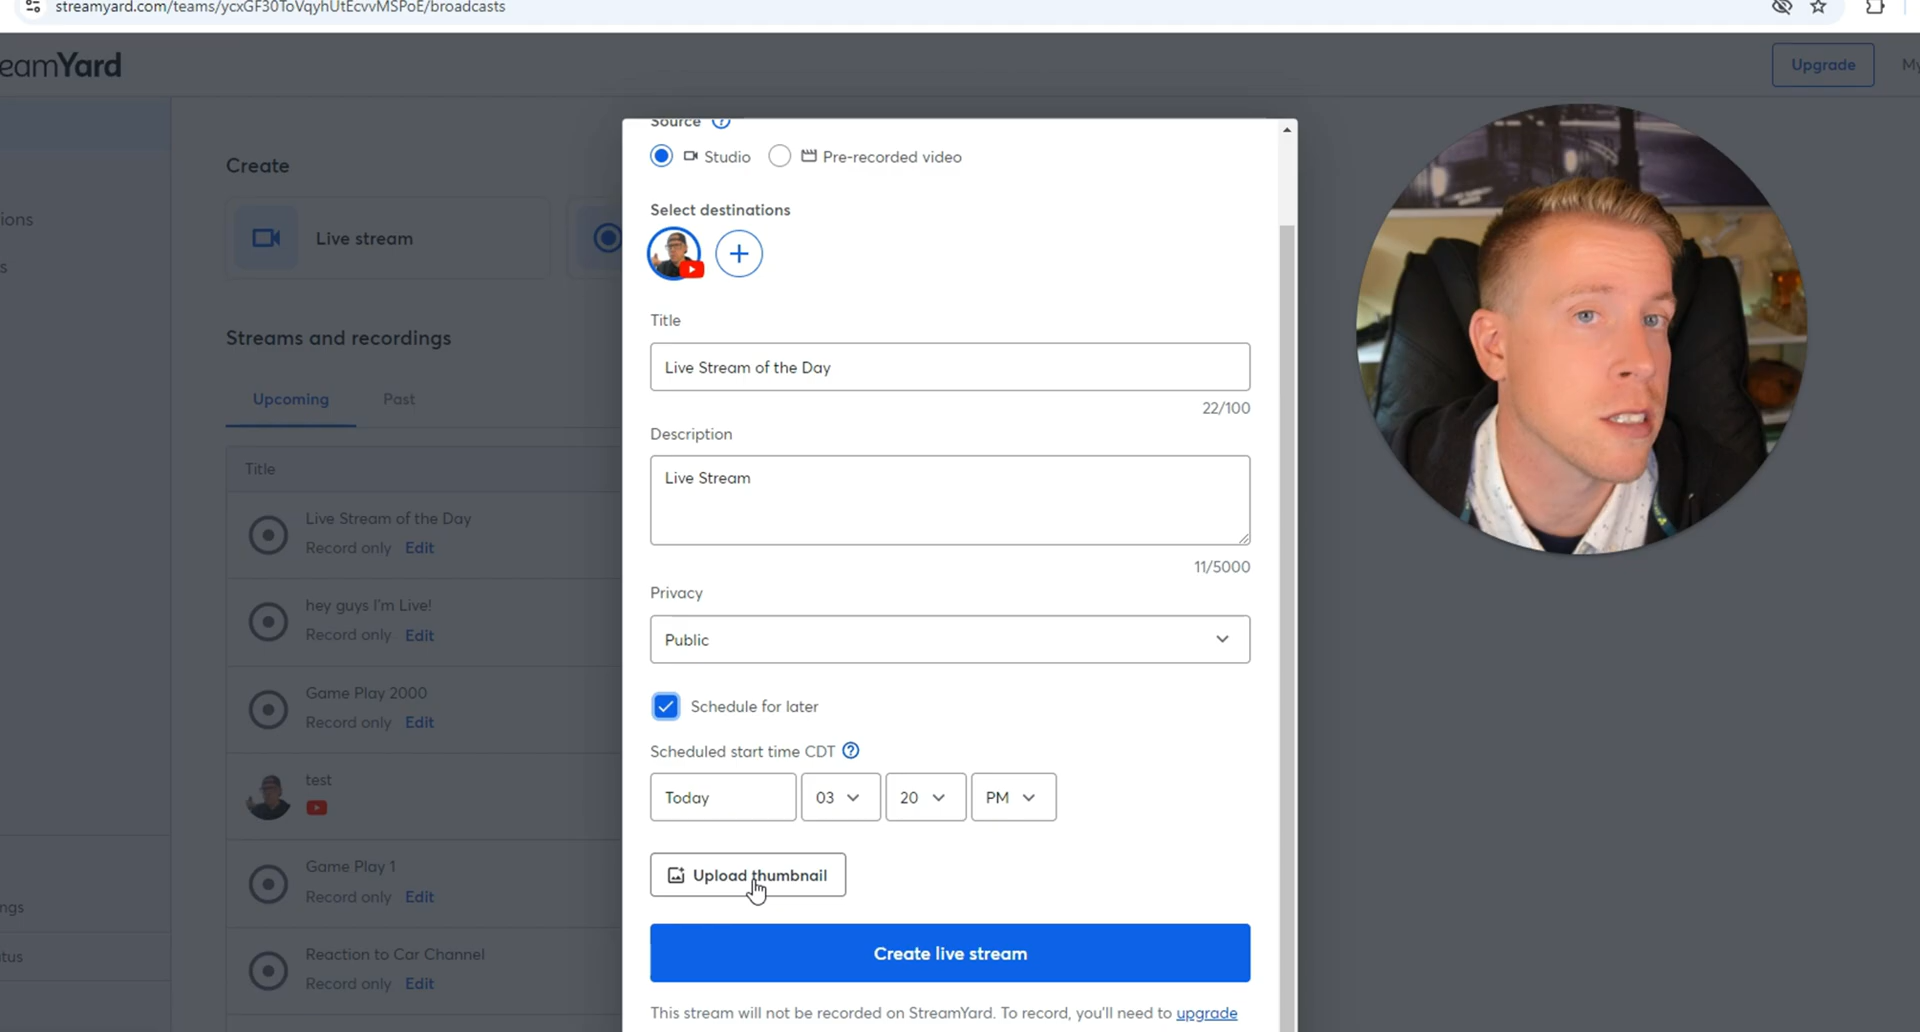 streamyard.com/teams/ycxGF30ToVqyhUtEcvvMSPoE/broadcasts
eamYard
Upgrade
My
Source
Studio
Pre-recorded video
Create
Select destinations
ions
Live stream
s
Title
Streams and recordings
Live Stream of the Day
22/100
Upcoming
Past
Description
Title
Live Stream
Live Stream of the Day
Record only Edit
11/5000
Privacy
hey guys I'm Live!
Record only Edit
Public
Game Play 2000
Record only Edit
Schedule for later
Scheduled start time CDT
test
Today
03
20
PM
Game Play 1
Record only Edit
Upload thumbnail
ngs
Reaction to Car Channel
Record only Edit
Create live stream
atus
This stream will not be recorded on StreamYard. To record, you'll need to upgrade